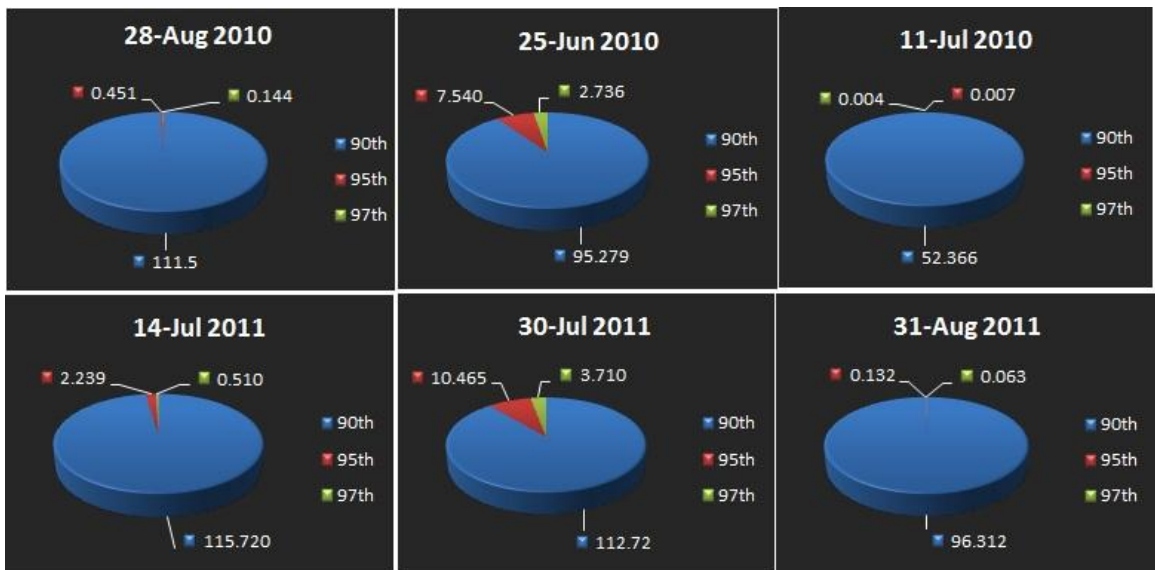 28-Aug 2010
0.451
0.144
90th
95th
97th
111.5
25-Jun 2010
7.540
2.736
90th
95th
97th
95.279
11-Jul 2010
0.004
0.007
90th
95th
97th
52.366
14-Jul 2011
2.239
0.510
90th
95th
97th
115.720
30-Jul 2011
10.465
3.710
90th
95th
97th
112.72
31-Aug 2011
0.132
0.063
90th
95th
97th
96.312